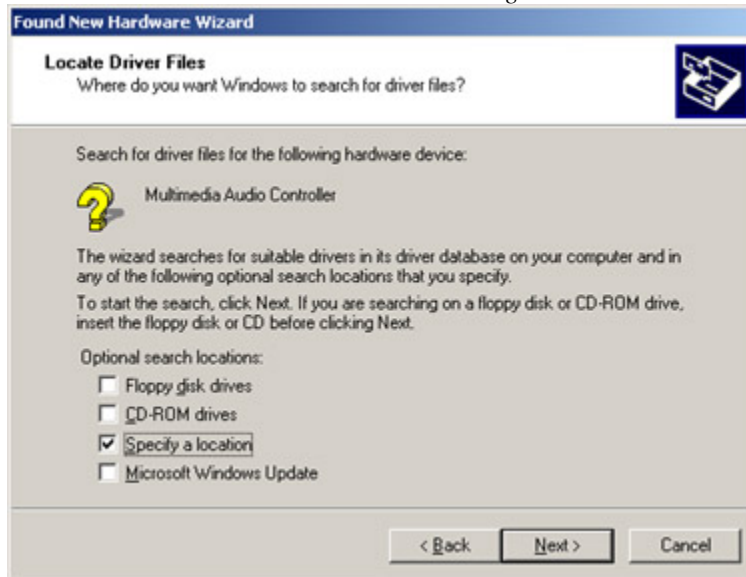 Found New Hardware Wizard
Locate Driver Files
Where do you want Windows to search for driver files?
Search for driver files for the following hardware device:
Multimedia Audio Controller
The wizard searches for suitable drivers in its driver database on your computer and in
any of the following optional search locations that you specify.
To start the search, click Next. If you are searching on a floppy disk or CD-ROM drive,
insert the floppy disk or CD before clicking Next.
Optional search locations:
Floppy disk drives
CD-ROM drives
Specify a location
Microsoft Windows Update
< Back Next > Cancel